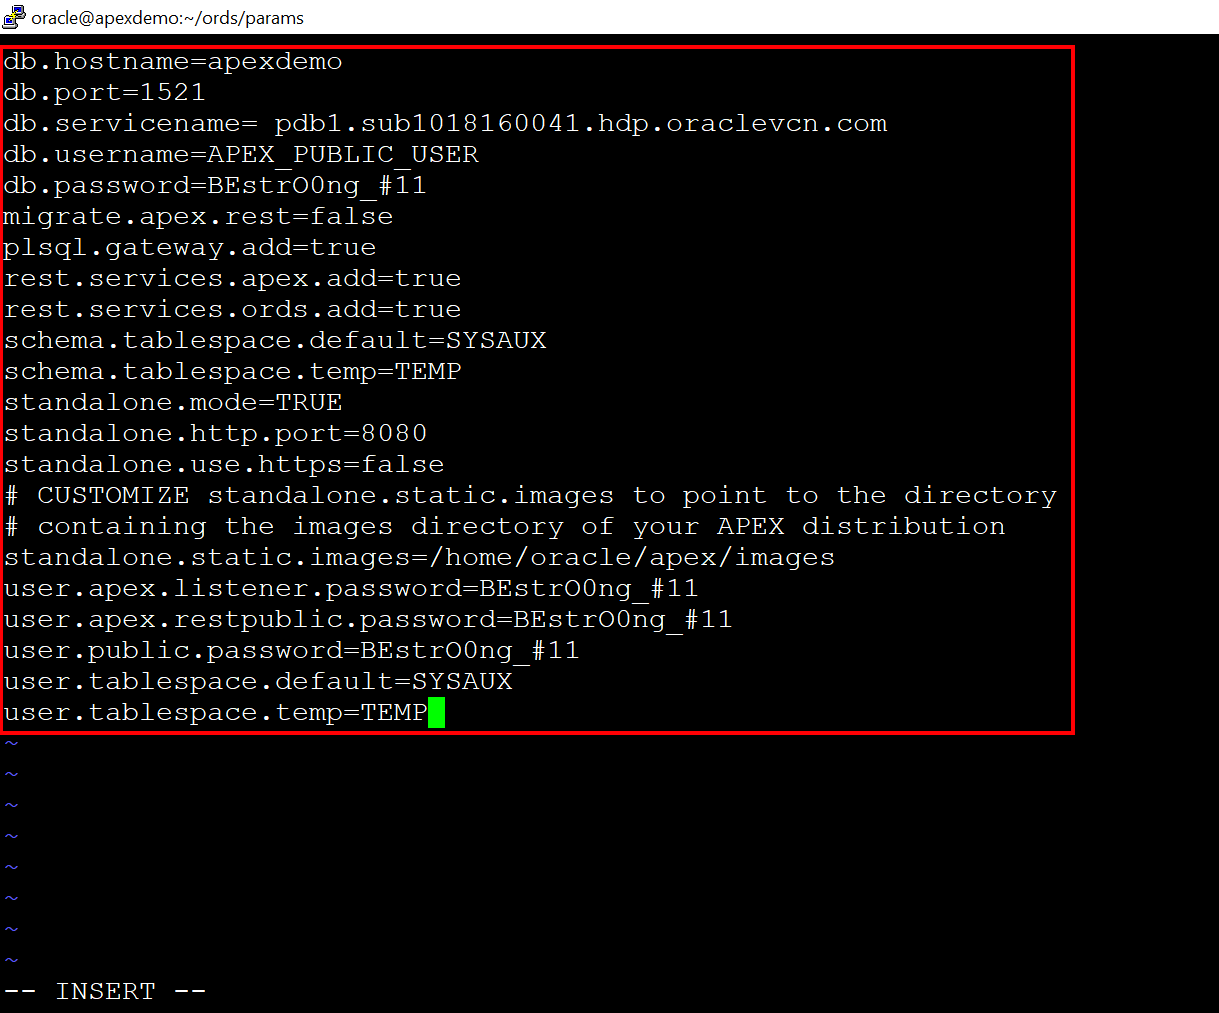 oracle@apexdemo:~/ords/params
db.hostname=apexdemo
db.port=1521
db.servicename= pdb1.sub1018160041.hdp.oraclevcn.com
db.username=APEX_PUBLIC_USER
db.password=BEstrO0ng_#11
migrate.apex.rest=false
plsql.gateway.add=true
rest.services.apex.add=true
rest.services.ords.add=true
schema.tablespace.default=SYSAUX
schema.tablespace.temp=TEMP
standalone.mode=TRUE
standalone.http.port=8080
standalone.use.https=false
# CUSTOMIZE standalone.static.images to point to the directory
# containing the images directory of your APEX distribution
standalone.static.images=/home/oracle/apex/images
user.apex.listener.password=BEstrO0ng_#11
user.apex.restpublic.password=BEstrO0ng_#11
user.public.password=BEstrO0ng_#11
user.tablespace.default=SYSAUX
user.tablespace.temp=TEMP
~
~
~
~
~
~
~
~
-- INSERT --